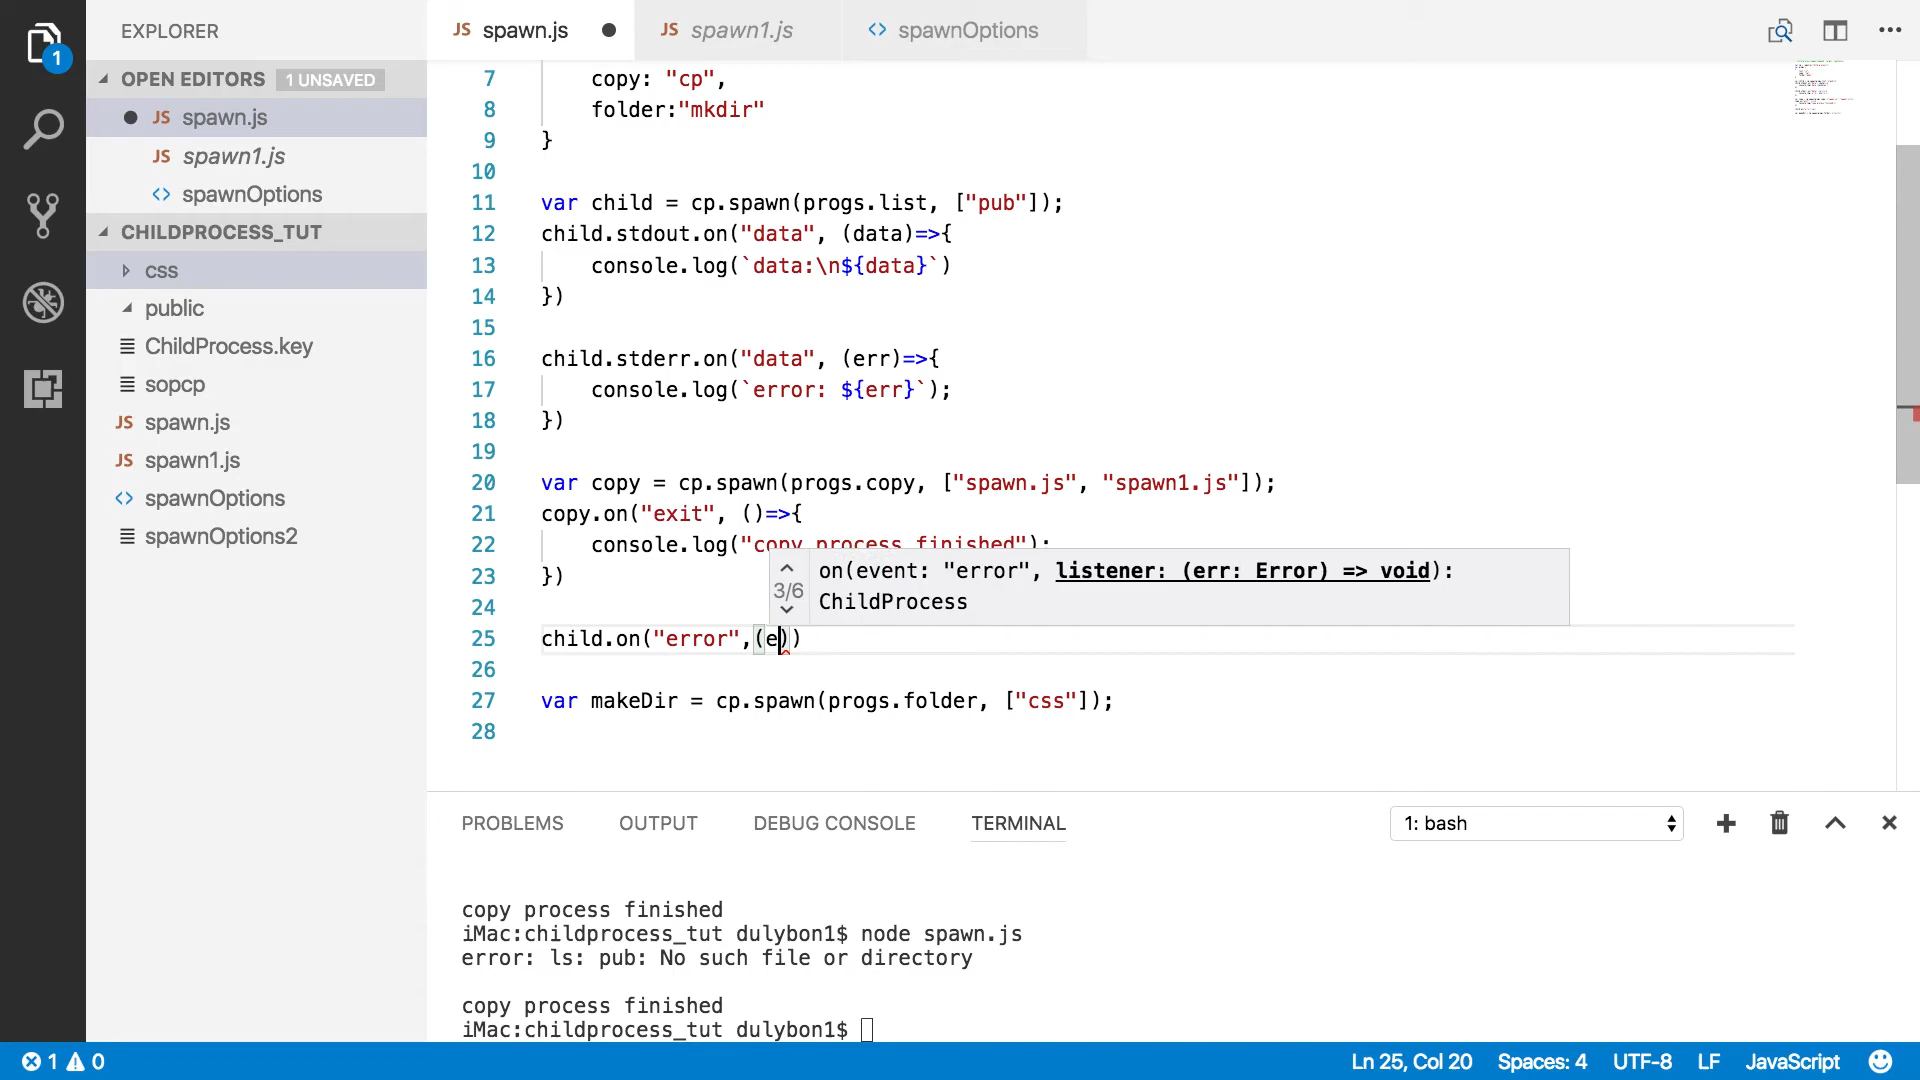 EXPLORER
OPEN EDITORS 1 UNSAVED
JS spawn.js
JS spawn1.js
<> spawnOptions
CHILDPROCESS_TUT
css
public
ChildProcess.key
sopcp
JS spawn.js
JS spawn1.js
<> spawnOptions
spawnOptions2
1
JS spawn.js JS spawn1.js <> spawnOptions
7 copy: "cp",
8 folder:"mkdir"
9 }
10
11 var child = cp.spawn(progs.list, ["pub"]);
12 child.stdout.on("data", (data)=>{
13 console.log(`data:\n${data}`)
14 })
15
16 child.stderr.on("data", (err)=>{
17 console.log(`error: ${err}`);
18 })
19
20 var copy = cp.spawn(progs.copy, ["spawn.js", "spawn1.js"]);
21 copy.on("exit", ()=>{
22 console.log("copy process finished");
23 })
24
3/6 on(event: "error", listener: (err: Error) => void):
ChildProcess
25 child.on("error",(e))
26
27 var makeDir = cp.spawn(progs.folder, ["css"]);
28
PROBLEMS OUTPUT DEBUG CONSOLE TERMINAL 1: bash
copy process finished
iMac:childprocess_tut dulybon1$ node spawn.js
error: ls: pub: No such file or directory
copy process finished
iMac:childprocess_tut dulybon1$
1 0 Ln 25, Col 20 Spaces: 4 UTF-8 LF JavaScript